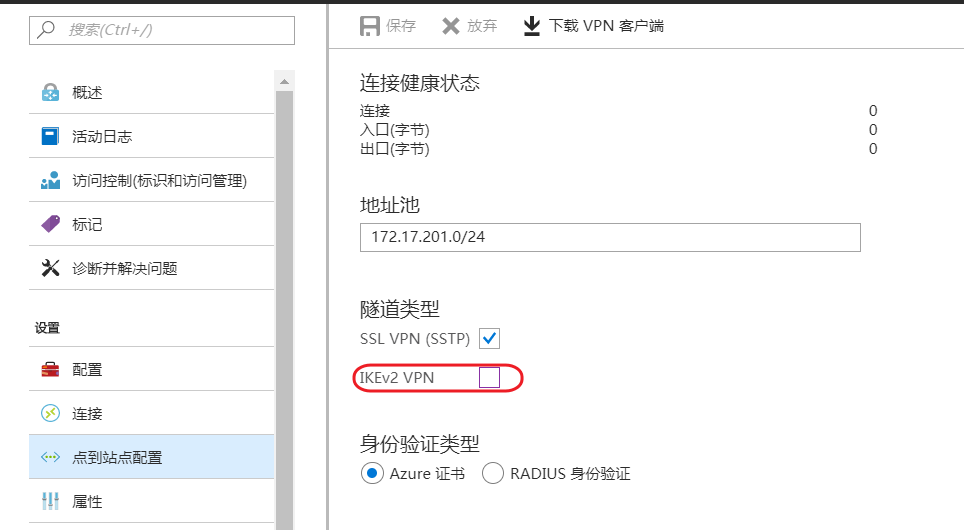 搜索(Ctrl+/)
概述
活动日志
访问控制(标识和访问管理)
标记
诊断并解决问题
设置
配置
连接
点到站点配置
属性
保存 放弃 下载 VPN 客户端
连接健康状态
连接 0
入口(字节) 0
出口(字节) 0
地址池
172.17.201.0/24
隧道类型
SSL VPN (SSTP)
IKEv2 VPN
身份验证类型
Azure 证书 RADIUS 身份验证